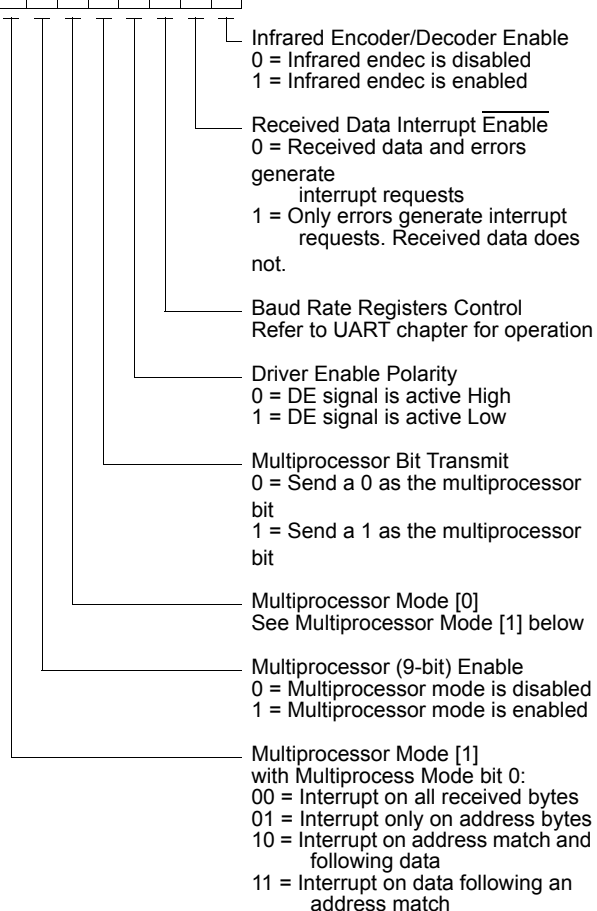 Infrared Encoder/Decoder Enable
0 = Infrared endec is disabled
1 = Infrared endec is enabled
Received Data Interrupt Enable
0 = Received data and errors
generate
interrupt requests
1 = Only errors generate interrupt
requests. Received data does
not.
Baud Rate Registers Control
Refer to UART chapter for operation
Driver Enable Polarity
0 = DE signal is active High
1 = DE signal is active Low
Multiprocessor Bit Transmit
0 = Send a 0 as the multiprocessor
bit
1 = Send a 1 as the multiprocessor
bit
Multiprocessor Mode [0]
See Multiprocessor Mode [1] below
Multiprocessor (9-bit) Enable
0 = Multiprocessor mode is disabled
1 = Multiprocessor mode is enabled
Multiprocessor Mode [1]
with Multiprocess Mode bit 0:
00 = Interrupt on all received bytes
01 = Interrupt only on address bytes
10 = Interrupt on address match and
following data
11 = Interrupt on data following an
address match